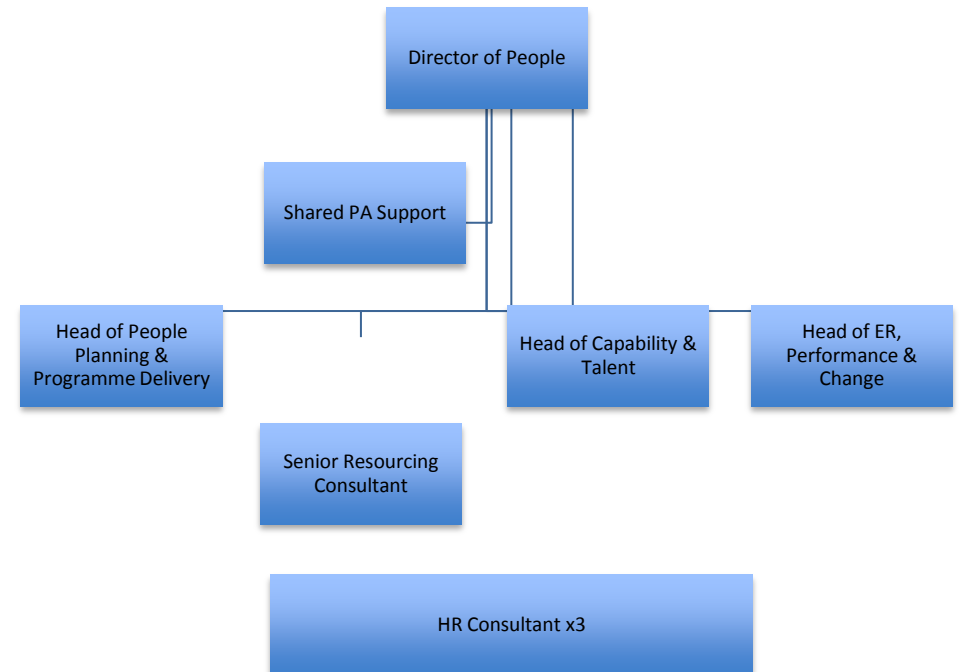 Director of People
Shared PA Support
Head of People
Planning &
Programme Delivery
Head of Capability &
Talent
Head of ER,
Performance &
Change
Senior Resourcing
Consultant
HR Consultant x3